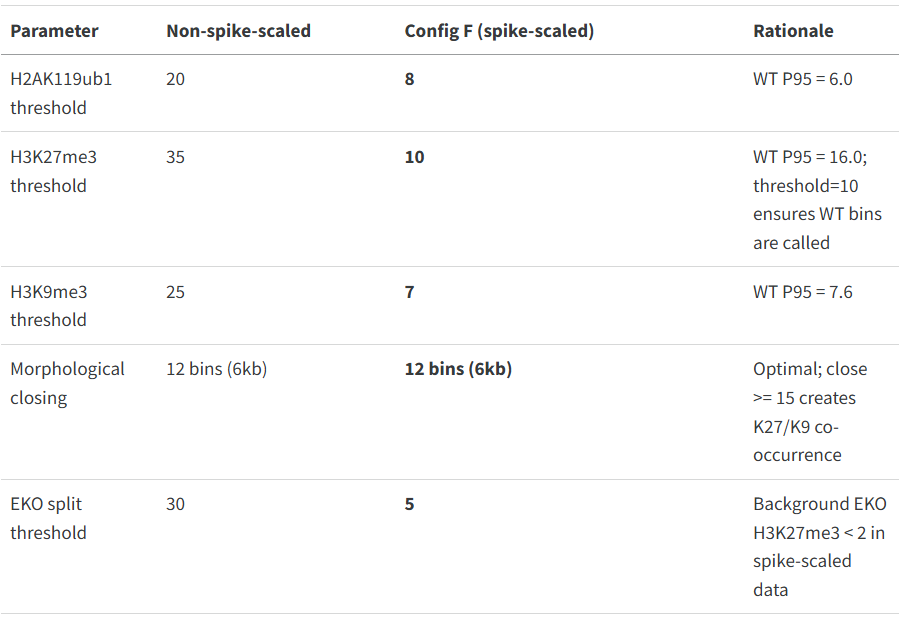 Parameter Non-spike-scaled Config F (spike-scaled) Rationale
H2AK119ub1 20 8 WT P95 = 6.0
threshold
H3K27me3 35 10 WT P95 = 16.0;
threshold threshold=10
ensures WT bins
are called
H3K9me3 25 7 WT P95 = 7.6
threshold
Morphological 12 bins (6kb) 12 bins (6kb) Optimal; close
closing >= 15 creates
K27/K9 co-
occurrence
EKO split 30 5 Background EKO
threshold H3K27me3 < 2 in
spike-scaled
data